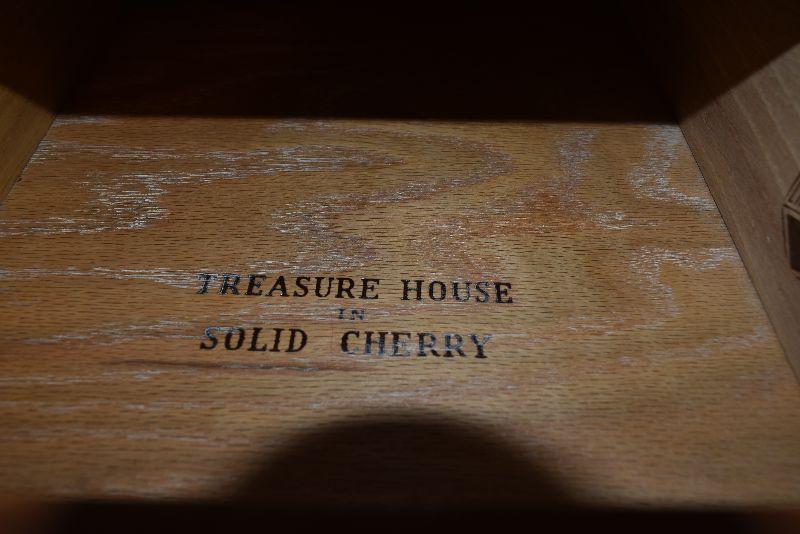 TREASURE HOUSE
IN
SOLID CHERRY